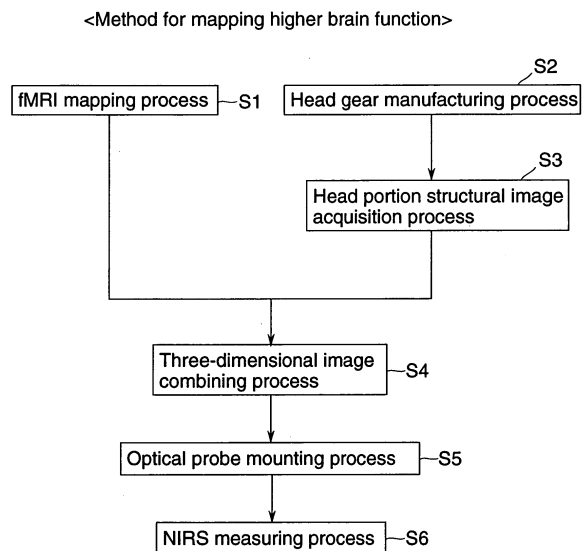 <Method for mapping higher brain function>
S2
fMRI mapping process
S1
Head gear manufacturing process
S3
Head portion structural image
acquisition process
Three-dimensional image
combining process
S4
Optical probe mounting process
S5
NIRS measuring process
S6